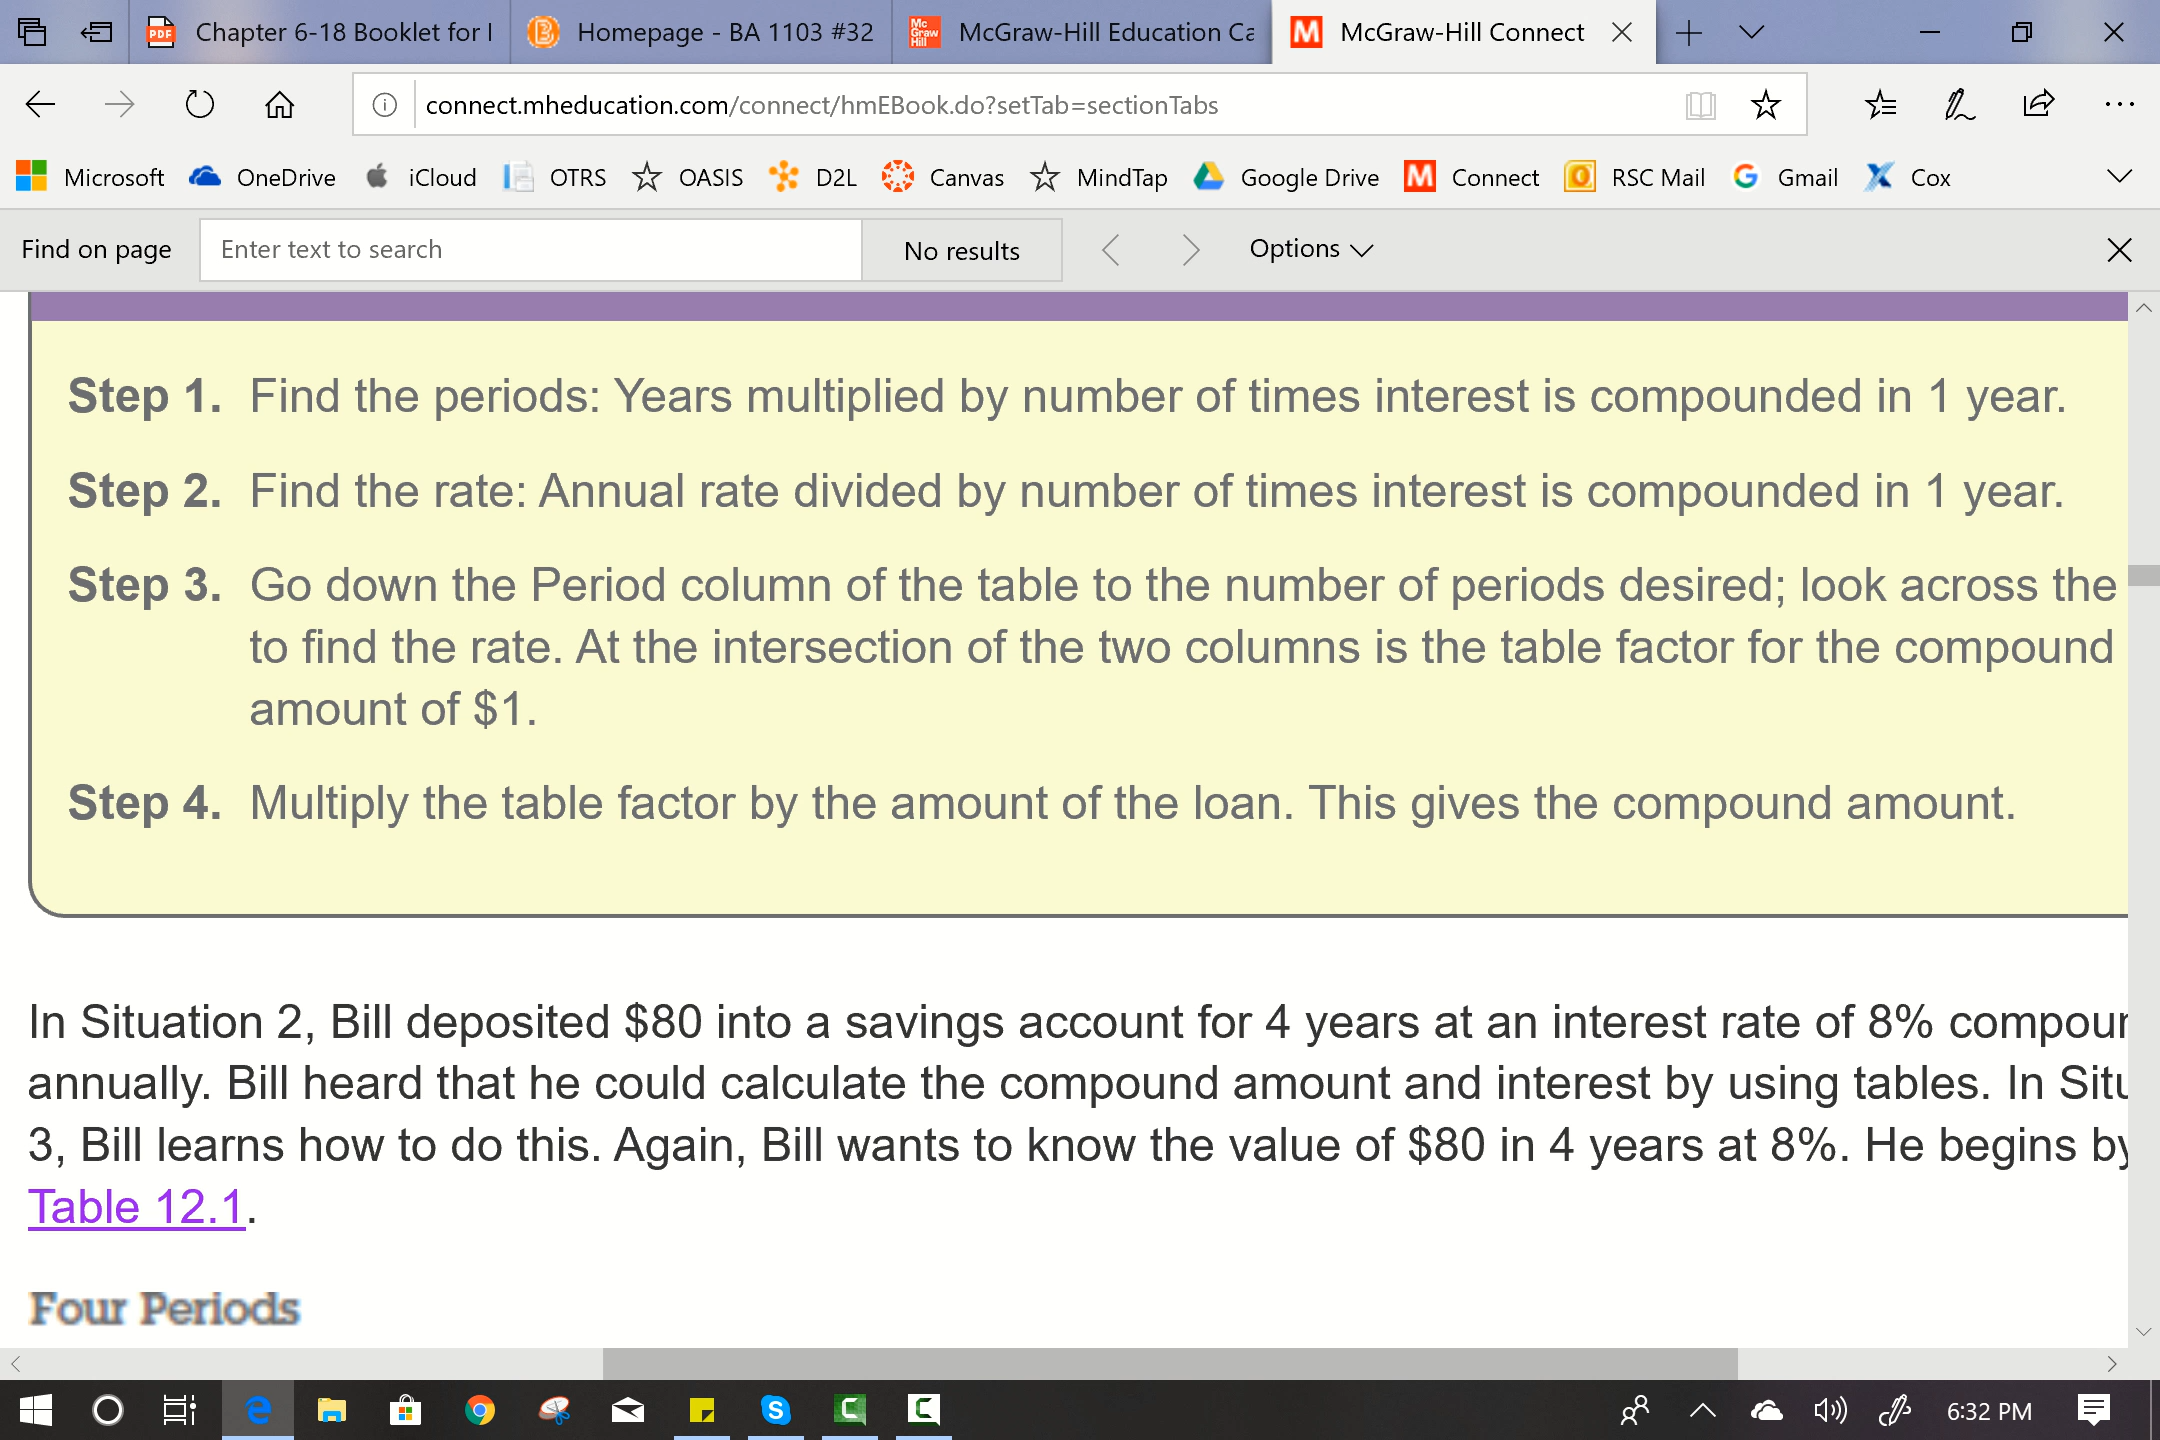 Chapter 6-18 Booklet for I
Homepage - BA 1103 #32
McGraw-Hill Education Ca
McGraw-Hill Connect
connect.mheducation.com/connect/hmEBook.do?setTab=sectionTabs
Microsoft OneDrive iCloud OTRS OASIS D2L Canvas MindTap Google Drive Connect RSC Mail Gmail Cox
Find on page Enter text to search No results Options
Step 1. Find the periods: Years multiplied by number of times interest is compounded in 1 year.
Step 2. Find the rate: Annual rate divided by number of times interest is compounded in 1 year.
Step 3. Go down the Period column of the table to the number of periods desired; look across the
to find the rate. At the intersection of the two columns is the table factor for the compound
amount of $1.
Step 4. Multiply the table factor by the amount of the loan. This gives the compound amount.
In Situation 2, Bill deposited $80 into a savings account for 4 years at an interest rate of 8% compoun
annually. Bill heard that he could calculate the compound amount and interest by using tables. In Situ
3, Bill learns how to do this. Again, Bill wants to know the value of $80 in 4 years at 8%. He begins by
Table 12.1.
Four Periods
6:32 PM